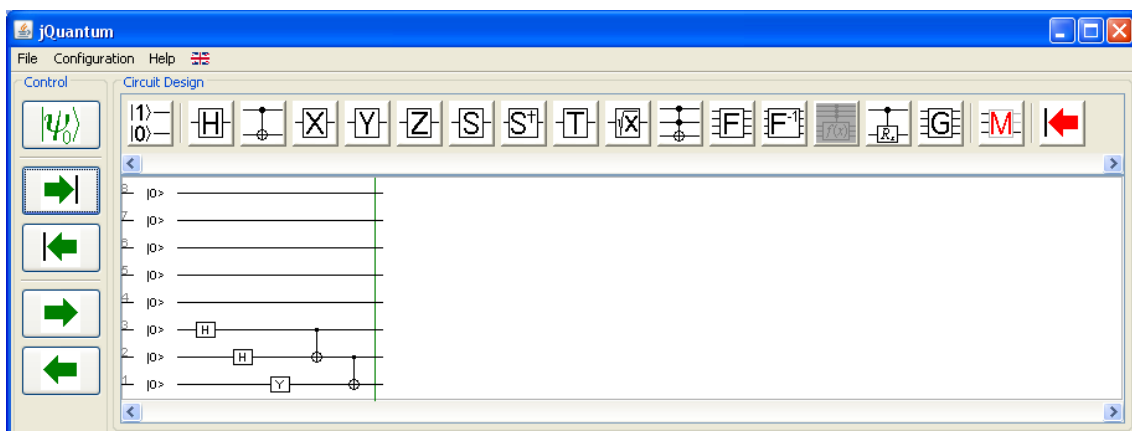 jQuantum
File Configuration Help
Control
Circuit Design
|ψ0⟩
|1⟩
|0⟩
H
X
Y
Z
S
S+
T
√X
F
F-1
f(x)
G
M
8 |0>
7 |0>
6 |0>
5 |0>
4 |0>
3 |0> H
2 |0> H
1 |0> Y